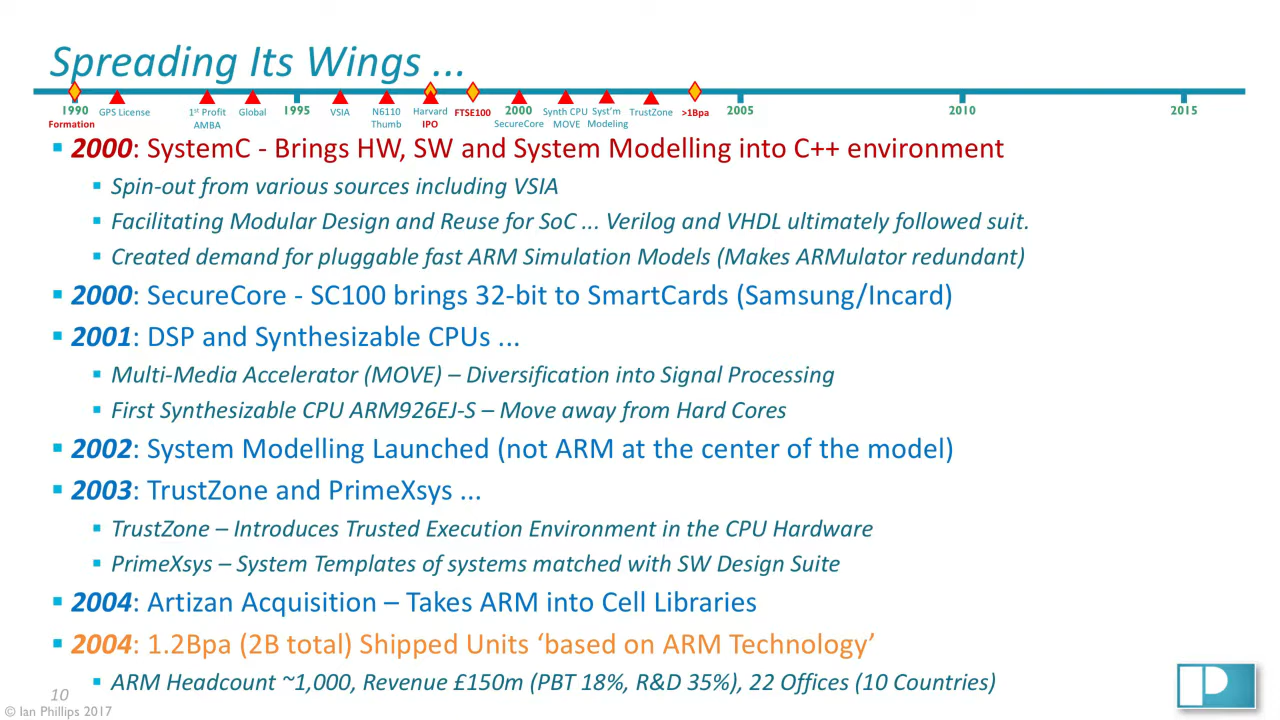 Spreading Its Wings ...
1990 GPS License 1st Profit Global 1995 VSIA N6110 Harvard FTSE100 2000 Synth CPU Syst'm TrustZone >1Bpa 2005 2010 2015
Formation AMBA Thumb IPO SecureCore MOVE Modeling
▪ 2000: SystemC - Brings HW, SW and System Modelling into C++ environment
▪ Spin-out from various sources including VSIA
▪ Facilitating Modular Design and Reuse for SoC ... Verilog and VHDL ultimately followed suit.
▪ Created demand for pluggable fast ARM Simulation Models (Makes ARMulator redundant)
▪ 2000: SecureCore - SC100 brings 32-bit to SmartCards (Samsung/Incard)
▪ 2001: DSP and Synthesizable CPUs ...
▪ Multi-Media Accelerator (MOVE) – Diversification into Signal Processing
▪ First Synthesizable CPU ARM926EJ-S – Move away from Hard Cores
▪ 2002: System Modelling Launched (not ARM at the center of the model)
▪ 2003: TrustZone and PrimeXsys ...
▪ TrustZone – Introduces Trusted Execution Environment in the CPU Hardware
▪ PrimeXsys – System Templates of systems matched with SW Design Suite
▪ 2004: Artizan Acquisition – Takes ARM into Cell Libraries
▪ 2004: 1.2Bpa (2B total) Shipped Units ‘based on ARM Technology’
▪ ARM Headcount ~1,000, Revenue £150m (PBT 18%, R&D 35%), 22 Offices (10 Countries)
10
© Ian Phillips 2017
P